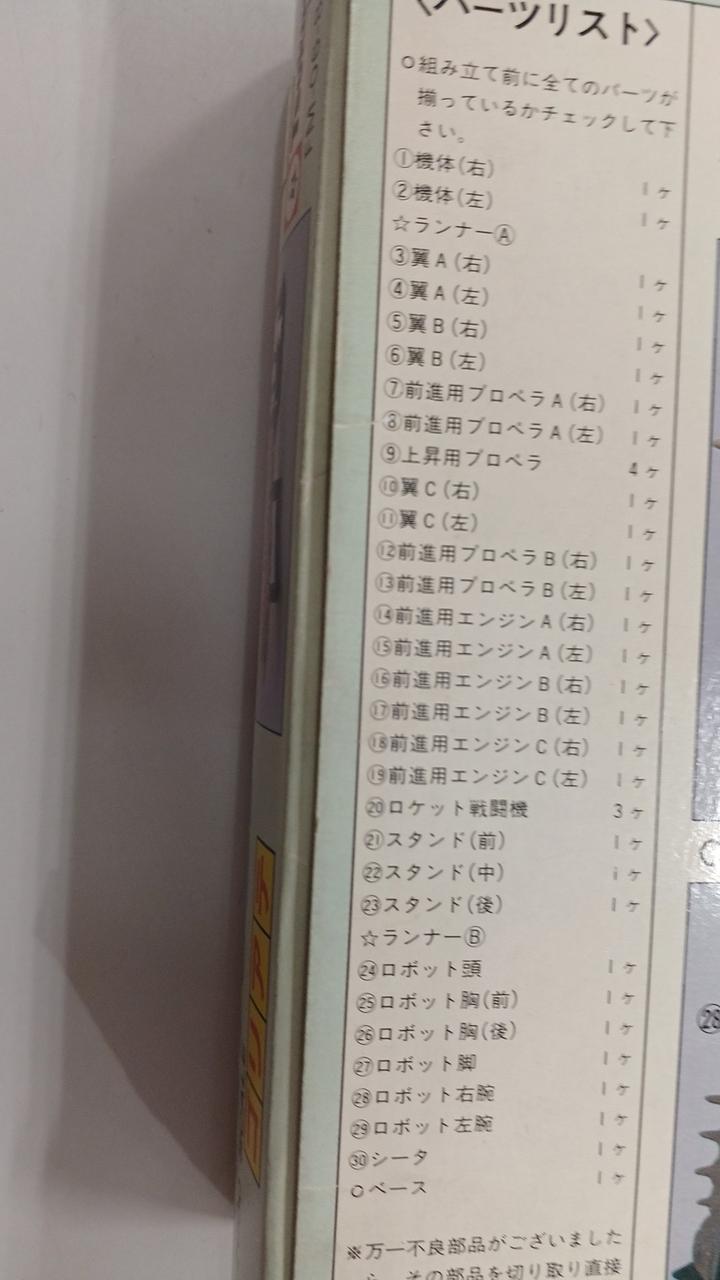 〈パーツリスト〉
○組み立て前に全てのパーツが
揃っているかチェックして下
さい。
①機体(右) 1ヶ
②機体(左) 1ヶ
☆ランナーⒶ
③翼A(右) 1ヶ
④翼A(左) 1ヶ
⑤翼B(右) 1ヶ
⑥翼B(左) 1ヶ
⑦前進用プロペラA(右) 1ヶ
⑧前進用プロペラA(左) 1ヶ
⑨上昇用プロペラ 4ヶ
⑩翼C(右) 1ヶ
⑪翼C(左) 1ヶ
⑫前進用プロペラB(右) 1ヶ
⑬前進用プロペラB(左) 1ヶ
⑭前進用エンジンA(右) 1ヶ
⑮前進用エンジンA(左) 1ヶ
⑯前進用エンジンB(右) 1ヶ
⑰前進用エンジンB(左) 1ヶ
⑱前進用エンジンC(右) 1ヶ
⑲前進用エンジンC(左) 1ヶ
⑳ロケット戦闘機 3ヶ
㉑スタンド(前) 1ヶ
㉒スタンド(中) 1ヶ
㉓スタンド(後) 1ヶ
☆ランナーⒷ
㉔ロボット頭 1ヶ
㉕ロボット胸(前) 1ヶ
㉖ロボット胸(後) 1ヶ
㉗ロボット脚 1ヶ
㉘ロボット右腕 1ヶ
㉙ロボット左腕 1ヶ
㉚シータ 1ヶ
○ベース 1ヶ
※万一不良部品がございました
ら、その部品を切り取り直接
㉘